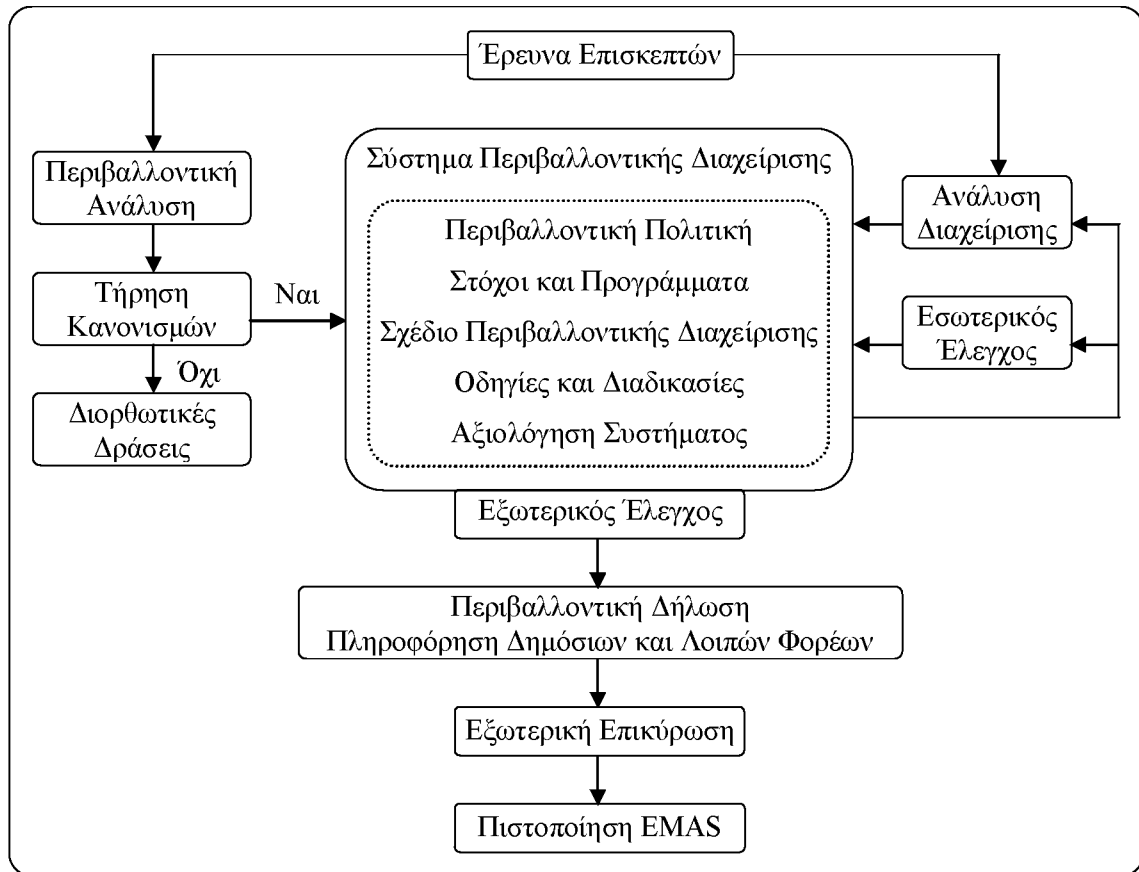 Έρευνα Επισκεπτών
Περιβαλλοντική
Ανάλυση
Τήρηση
Κανονισμών
Ναι
Όχι
Διορθωτικές
Δράσεις
Σύστημα Περιβαλλοντικής Διαχείρισης
Περιβαλλοντική Πολιτική
Στόχοι και Προγράμματα
Σχέδιο Περιβαλλοντικής Διαχείρισης
Οδηγίες και Διαδικασίες
Αξιολόγηση Συστήματος
Ανάλυση
Διαχείρισης
Εσωτερικός
Έλεγχος
Εξωτερικός Έλεγχος
Περιβαλλοντική Δήλωση
Πληροφόρηση Δημόσιων και Λοιπών Φορέων
Εξωτερική Επικύρωση
Πιστοποίηση EMAS